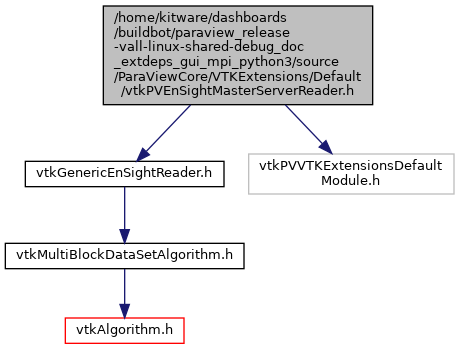 /home/kitware/dashboards
/buildbot/paraview_release
-vall-linux-shared-debug_doc
_extdeps_gui_mpi_python3/source
/ParaViewCore/VTKExtensions/Default
/vtkPVEnSightMasterServerReader.h
vtkGenericEnSightReader.h
vtkPVVTKExtensionsDefault
Module.h
vtkMultiBlockDataSetAlgorithm.h
vtkAlgorithm.h